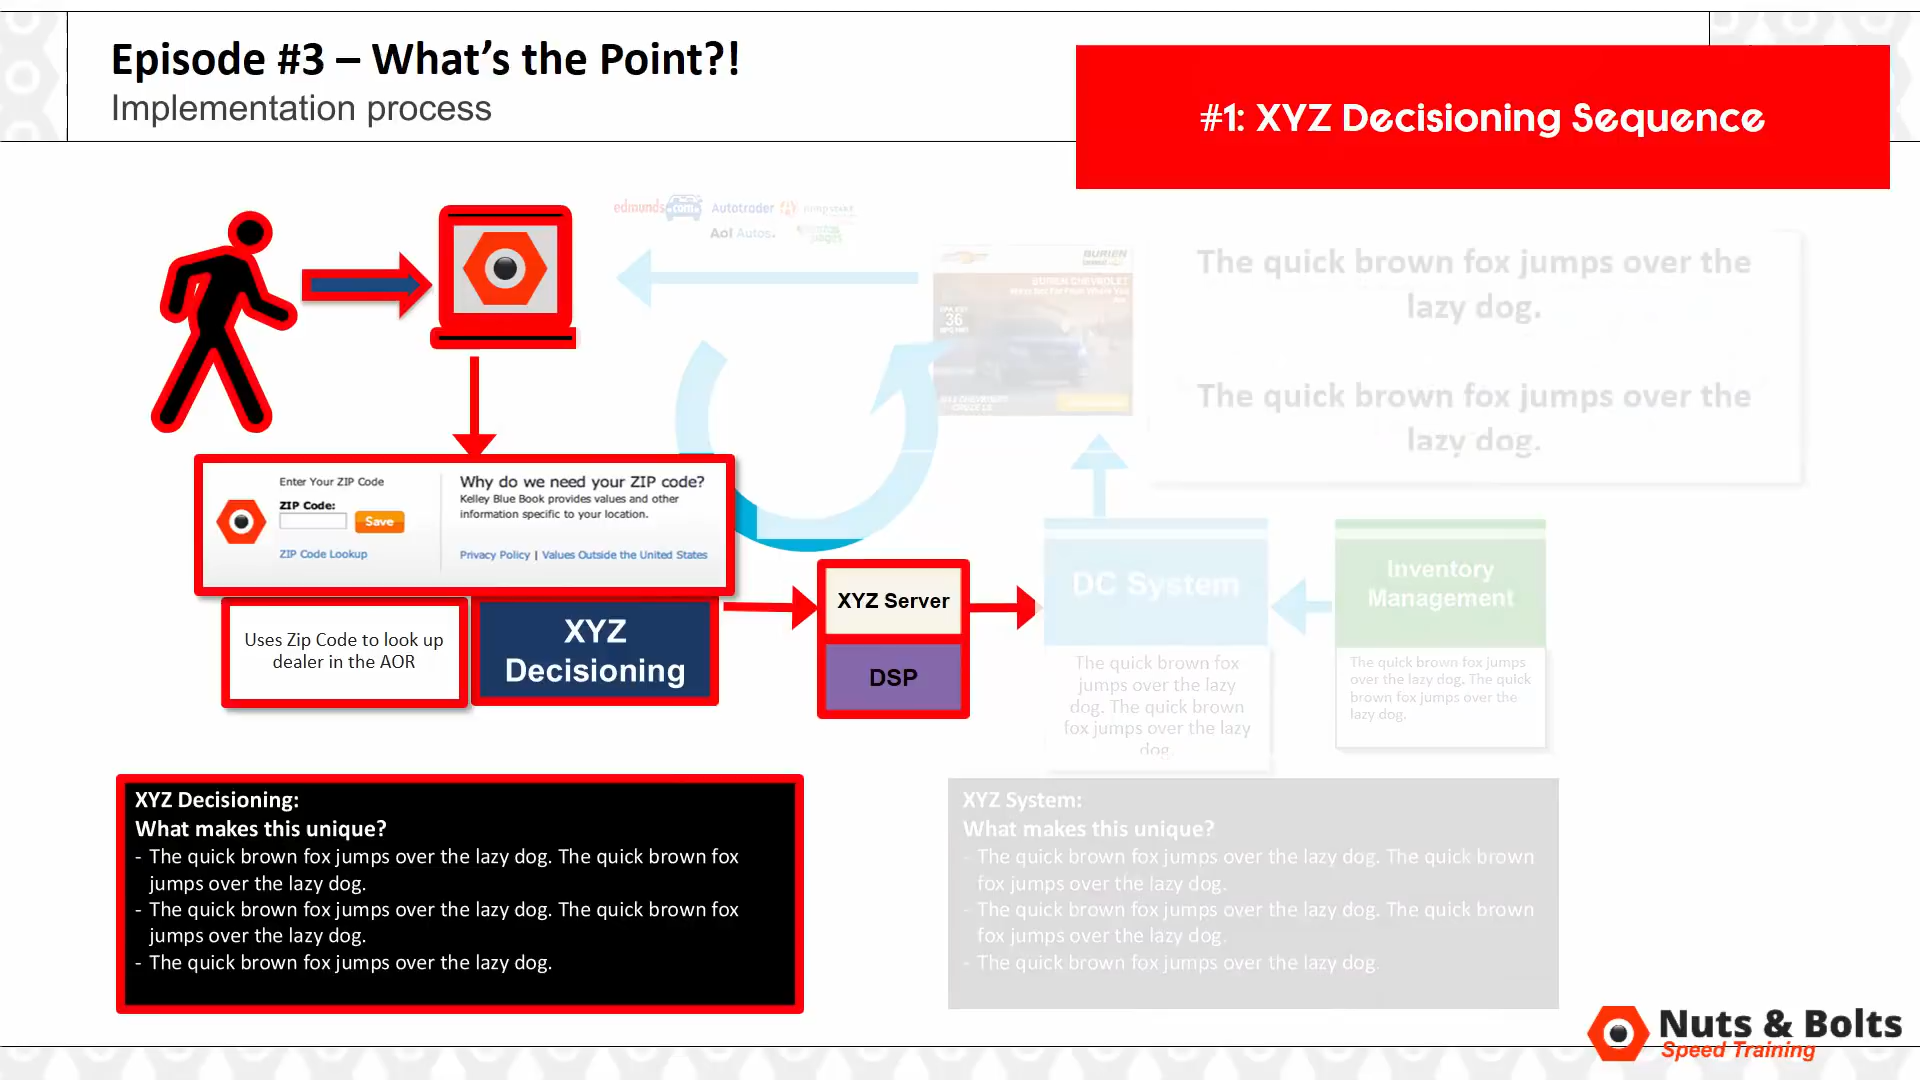 Episode #3 – What's the Point?!
Implementation process
#1: XYZ Decisioning Sequence
edmunds.com
Autotrader
jumpstart
Aol Autos.
BURIEN
BURIEN CHEVROLET
36
The quick brown fox jumps over the
lazy dog.
The quick brown fox jumps over the
lazy dog.
Enter Your ZIP Code
ZIP Code:
Save
ZIP Code Lookup
Why do we need your ZIP code?
Kelley Blue Book provides values and other
information specific to your location.
Privacy Policy | Values Outside the United States
Uses Zip Code to look up
dealer in the AOR
XYZ
Decisioning
XYZ Server
DSP
DC System
The quick brown fox
jumps over the lazy
dog. The quick brown
fox jumps over the lazy
dog.
Inventory
Management
The quick brown fox jumps
over the lazy dog. The quick
brown fox jumps over the
lazy dog.
XYZ Decisioning:
What makes this unique?
- The quick brown fox jumps over the lazy dog. The quick brown fox
jumps over the lazy dog.
- The quick brown fox jumps over the lazy dog. The quick brown fox
jumps over the lazy dog.
- The quick brown fox jumps over the lazy dog.
XYZ System:
What makes this unique?
- The quick brown fox jumps over the lazy dog. The quick brown
fox jumps over the lazy dog.
- The quick brown fox jumps over the lazy dog. The quick brown
fox jumps over the lazy dog.
- The quick brown fox jumps over the lazy dog.
Nuts & Bolts
Speed Training